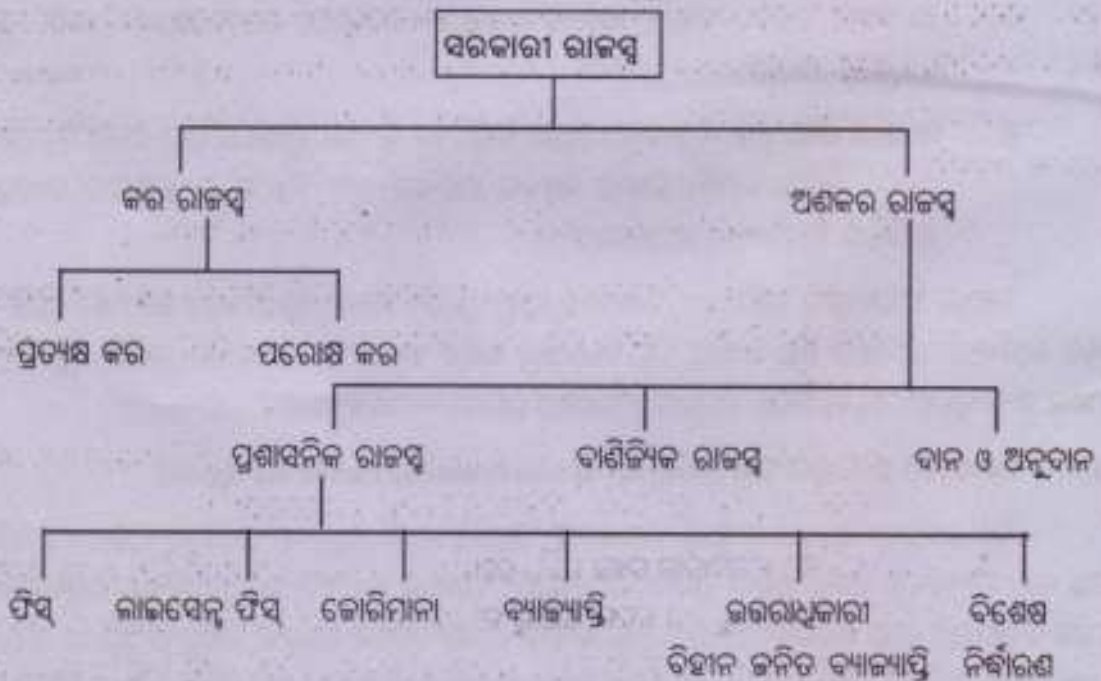 ସରକାରୀ ରାଜସ୍ୱ
କର ରାଜସ୍ୱ ଅଣକର ରାଜସ୍ୱ
ପ୍ରତ୍ୟକ୍ଷ କର ପରୋକ୍ଷ କର
ପ୍ରଶାସନିକ ରାଜସ୍ୱ ବାଣିଜ୍ୟିକ ରାଜସ୍ୱ ଦାନ ଓ ଅନୁଦାନ
ଫିସ୍ ଲାଇସେନ୍ସ ଫିସ୍ ଜୋରିମାନା ବ୍ୟାଜ୍ୟାପ୍ତି ଉତ୍ତରାଧିକାରୀ ବିଶେଷ
ବିହୀନ ଜନିତ ବ୍ୟାଜ୍ୟାପ୍ତି ନିର୍ଦ୍ଧାରଣ